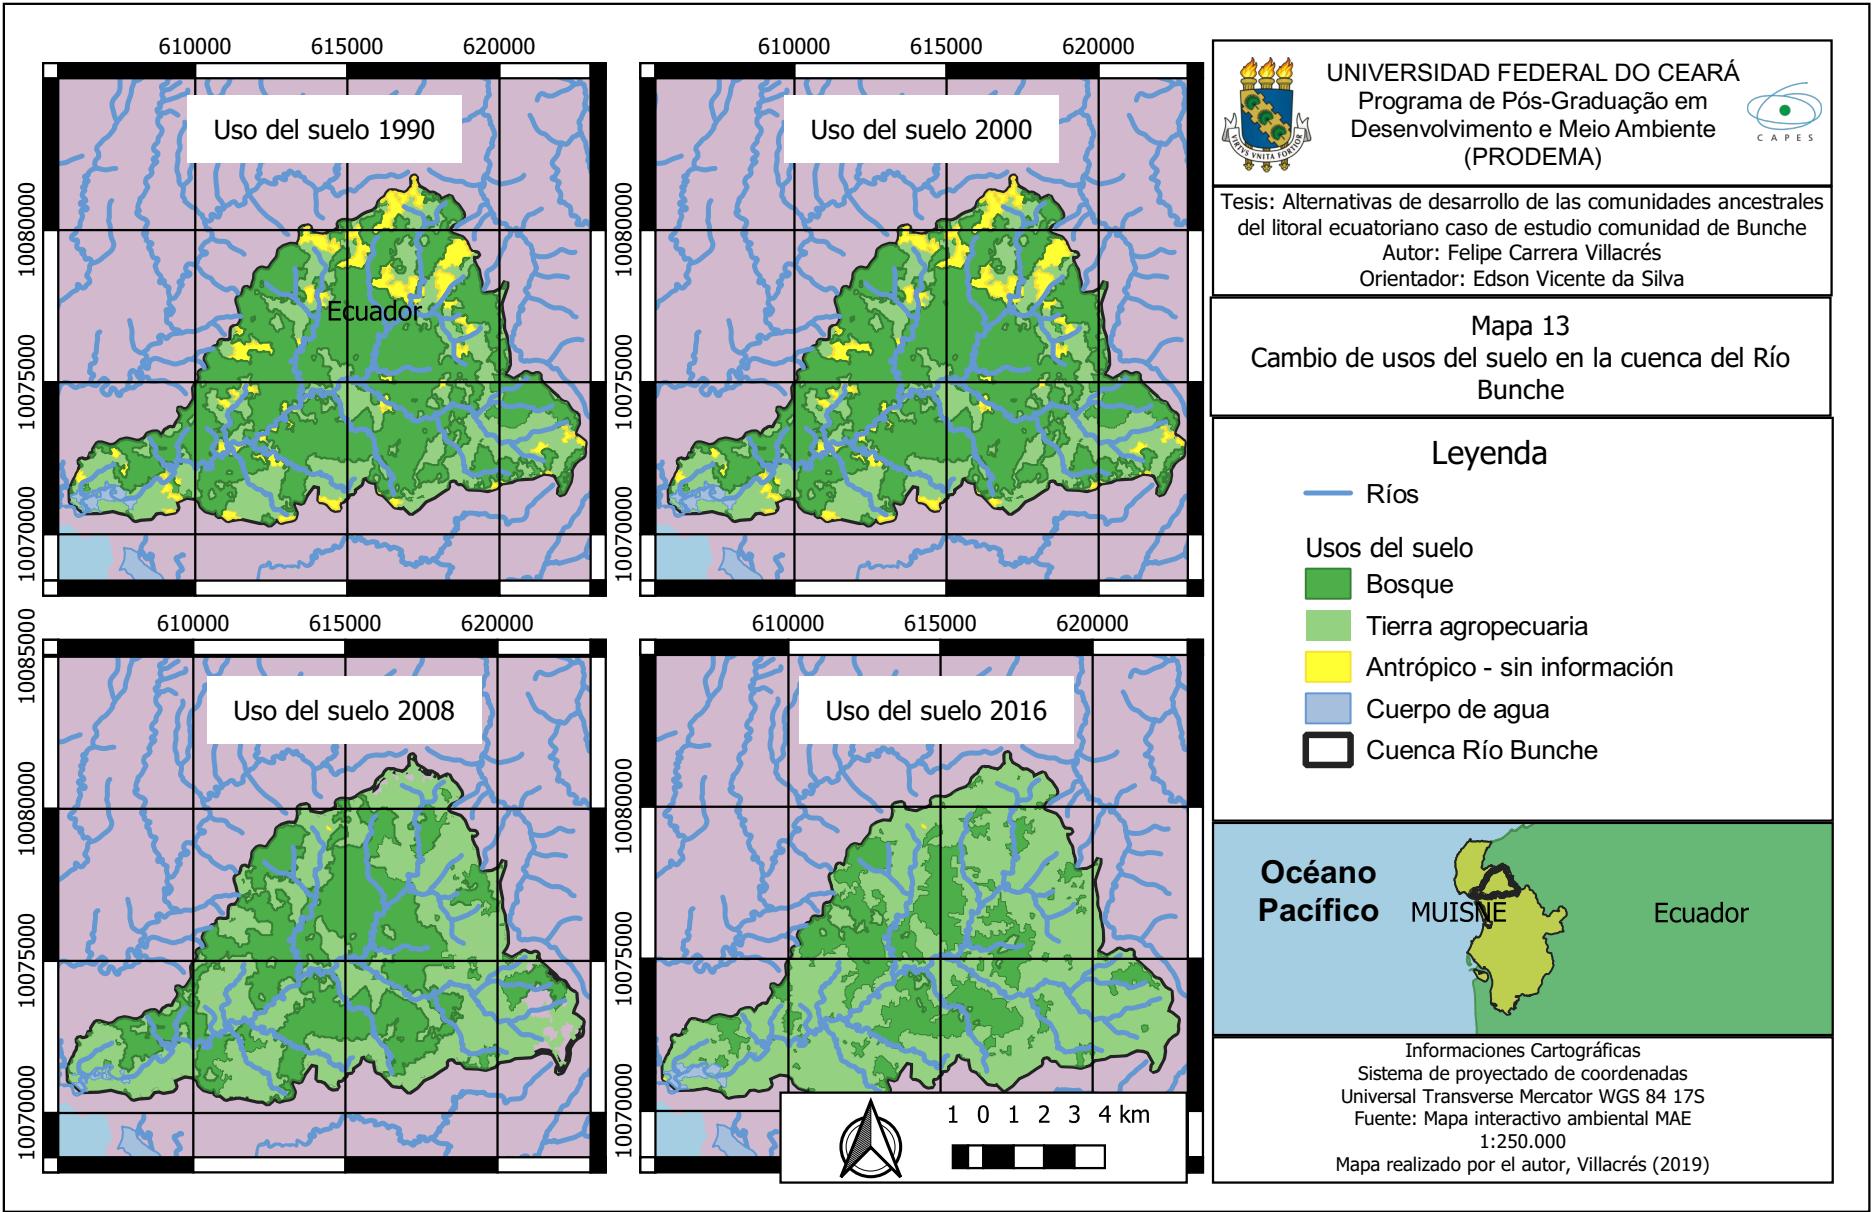 610000 615000 620000
10080000
10075000
10070000
Uso del suelo 1990
Ecuador
610000 615000 620000
10080000
10075000
10070000
Uso del suelo 2000
610000 615000 620000
10085000
10080000
10075000
10070000
Uso del suelo 2008
610000 615000 620000
10080000
10075000
10070000
Uso del suelo 2016
1 0 1 2 3 4 km
VIRTVS VNITA FORTIOR
UNIVERSIDAD FEDERAL DO CEARÁ
Programa de Pós-Graduação em
Desenvolvimento e Meio Ambiente
(PRODEMA)
CAPES
Tesis: Alternativas de desarrollo de las comunidades ancestrales
del litoral ecuatoriano caso de estudio comunidad de Bunche
Autor: Felipe Carrera Villacrés
Orientador: Edson Vicente da Silva
Mapa 13
Cambio de usos del suelo en la cuenca del Río
Bunche
Leyenda
Ríos
Usos del suelo
Bosque
Tierra agropecuaria
Antrópico - sin información
Cuerpo de agua
Cuenca Río Bunche
Océano
Pacífico
MUISNE
Ecuador
Informaciones Cartográficas
Sistema de proyectado de coordenadas
Universal Transverse Mercator WGS 84 17S
Fuente: Mapa interactivo ambiental MAE
1:250.000
Mapa realizado por el autor, Villacrés (2019)